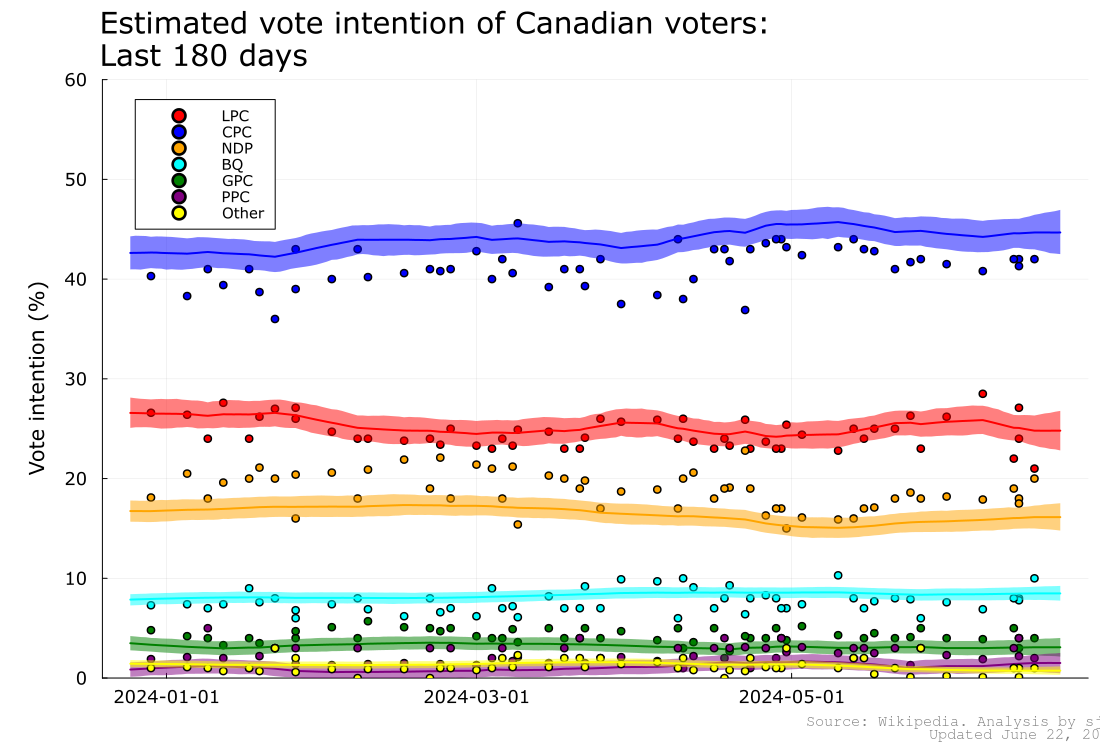 Estimated vote intention of Canadian voters:
Last 180 days
60
50
40
30
20
10
0
Vote intention (%)
LPC
CPC
NDP
BQ
GPC
PPC
Other
2024-01-01
2024-03-01
2024-05-01
Source: Wikipedia. Analysis by
Updated June 22,